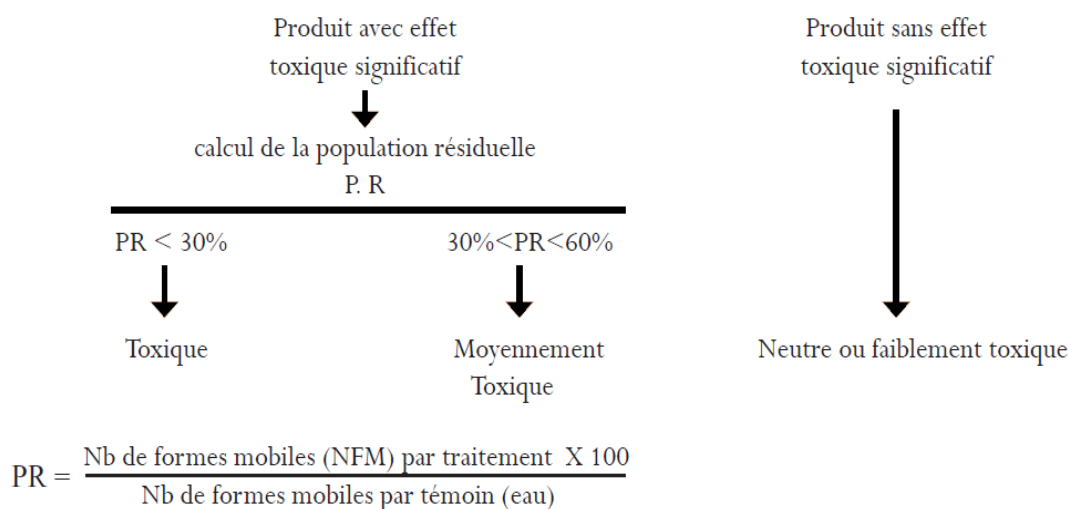 Produit avec effet
toxique significatif
Produit sans effet
toxique significatif
calcul de la population résiduelle
P. R
PR < 30%
30%<PR<60%
Toxique
Moyennement
Toxique
Neutre ou faiblement toxique
PR = Nb de formes mobiles (NFM) par traitement X 100
Nb de formes mobiles par témoin (eau)